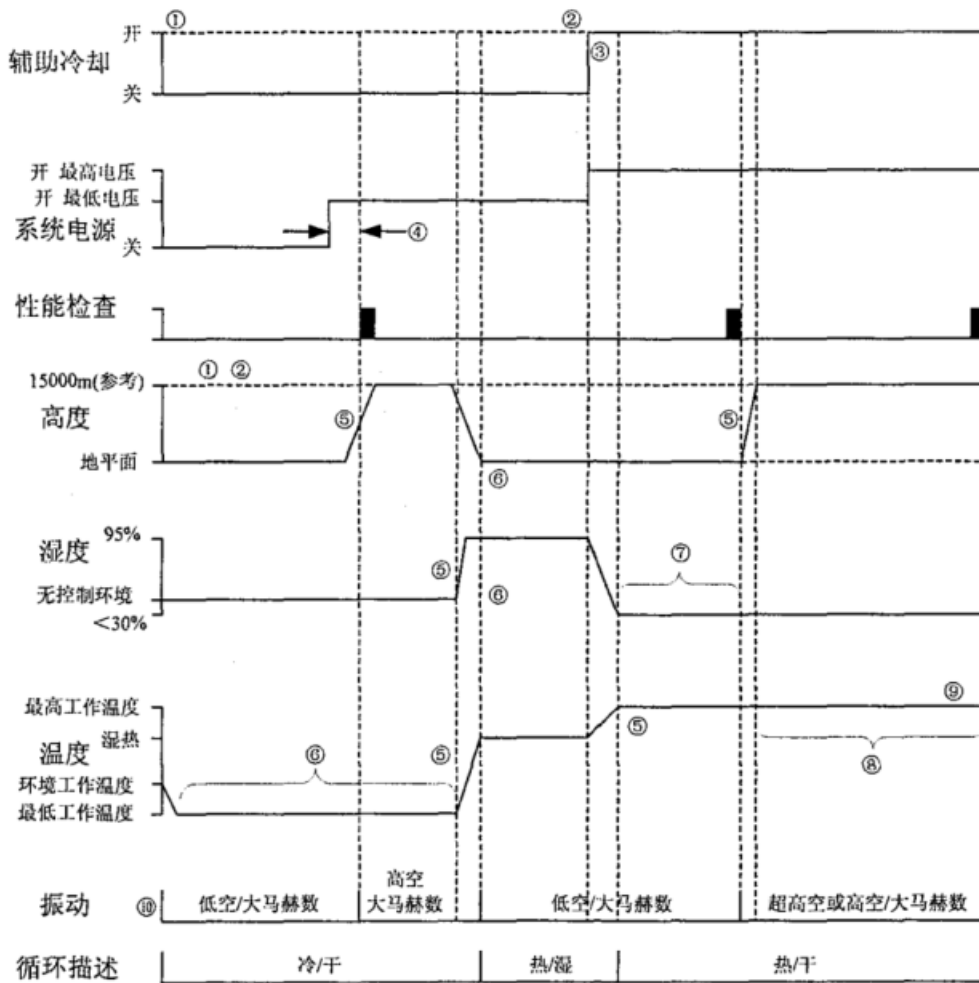 ①
②
开
③
辅助冷却
关
开 最高电压
开 最低电压
系统电源
④
关
性能检查
15000m(参考)
① ②
高度
⑤
⑤
地平面
⑥
95%
湿度
⑤
⑦
无控制环境
⑥
<30%
最高工作温度
⑨
⑤
温度
湿热
⑥
⑤
⑧
环境工作温度
最低工作温度
振动
⑩
低空/大马赫数
高空
大马赫数
低空/大马赫数
超高空或高空/大马赫数
循环描述
冷/干
热/湿
热/干